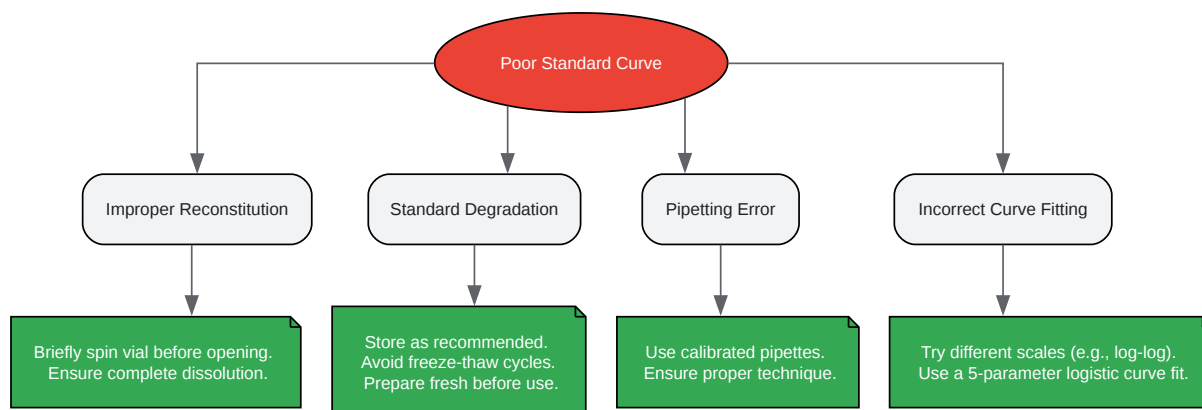 Poor Standard Curve
Improper Reconstitution
Standard Degradation
Pipetting Error
Incorrect Curve Fitting
Briefly spin vial before opening.
Ensure complete dissolution.
Store as recommended.
Avoid freeze-thaw cycles.
Prepare fresh before use.
Use calibrated pipettes.
Ensure proper technique.
Try different scales (e.g., log-log).
Use a 5-parameter logistic curve fit.